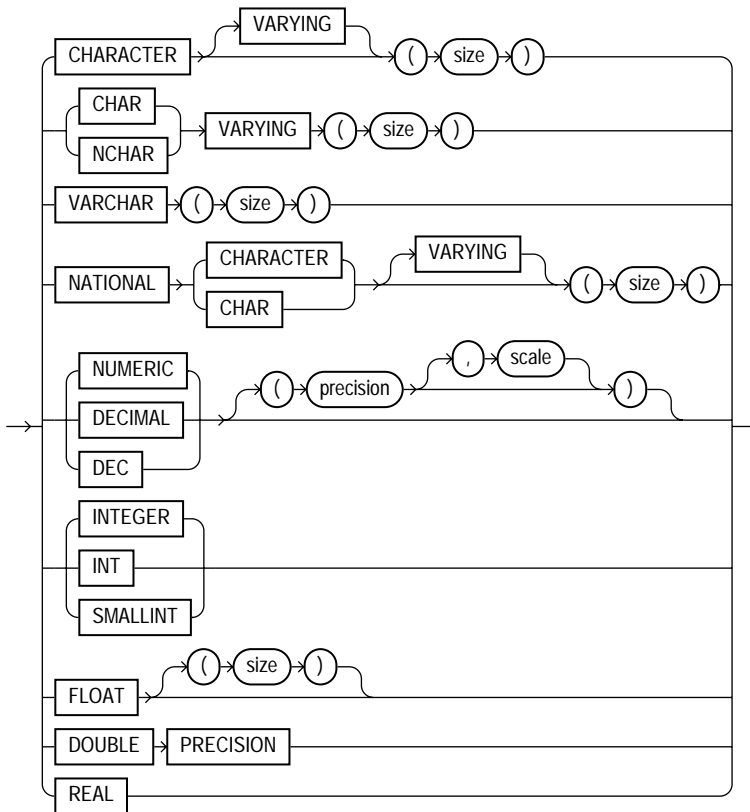 VARYING
CHARACTER ( size )
CHAR
VARYING ( size )
NCHAR
VARCHAR ( size )
CHARACTER VARYING
NATIONAL ( size )
CHAR
NUMERIC , scale
( precision )
DECIMAL
DEC
INTEGER
INT
SMALLINT
( size )
FLOAT
DOUBLE PRECISION
REAL